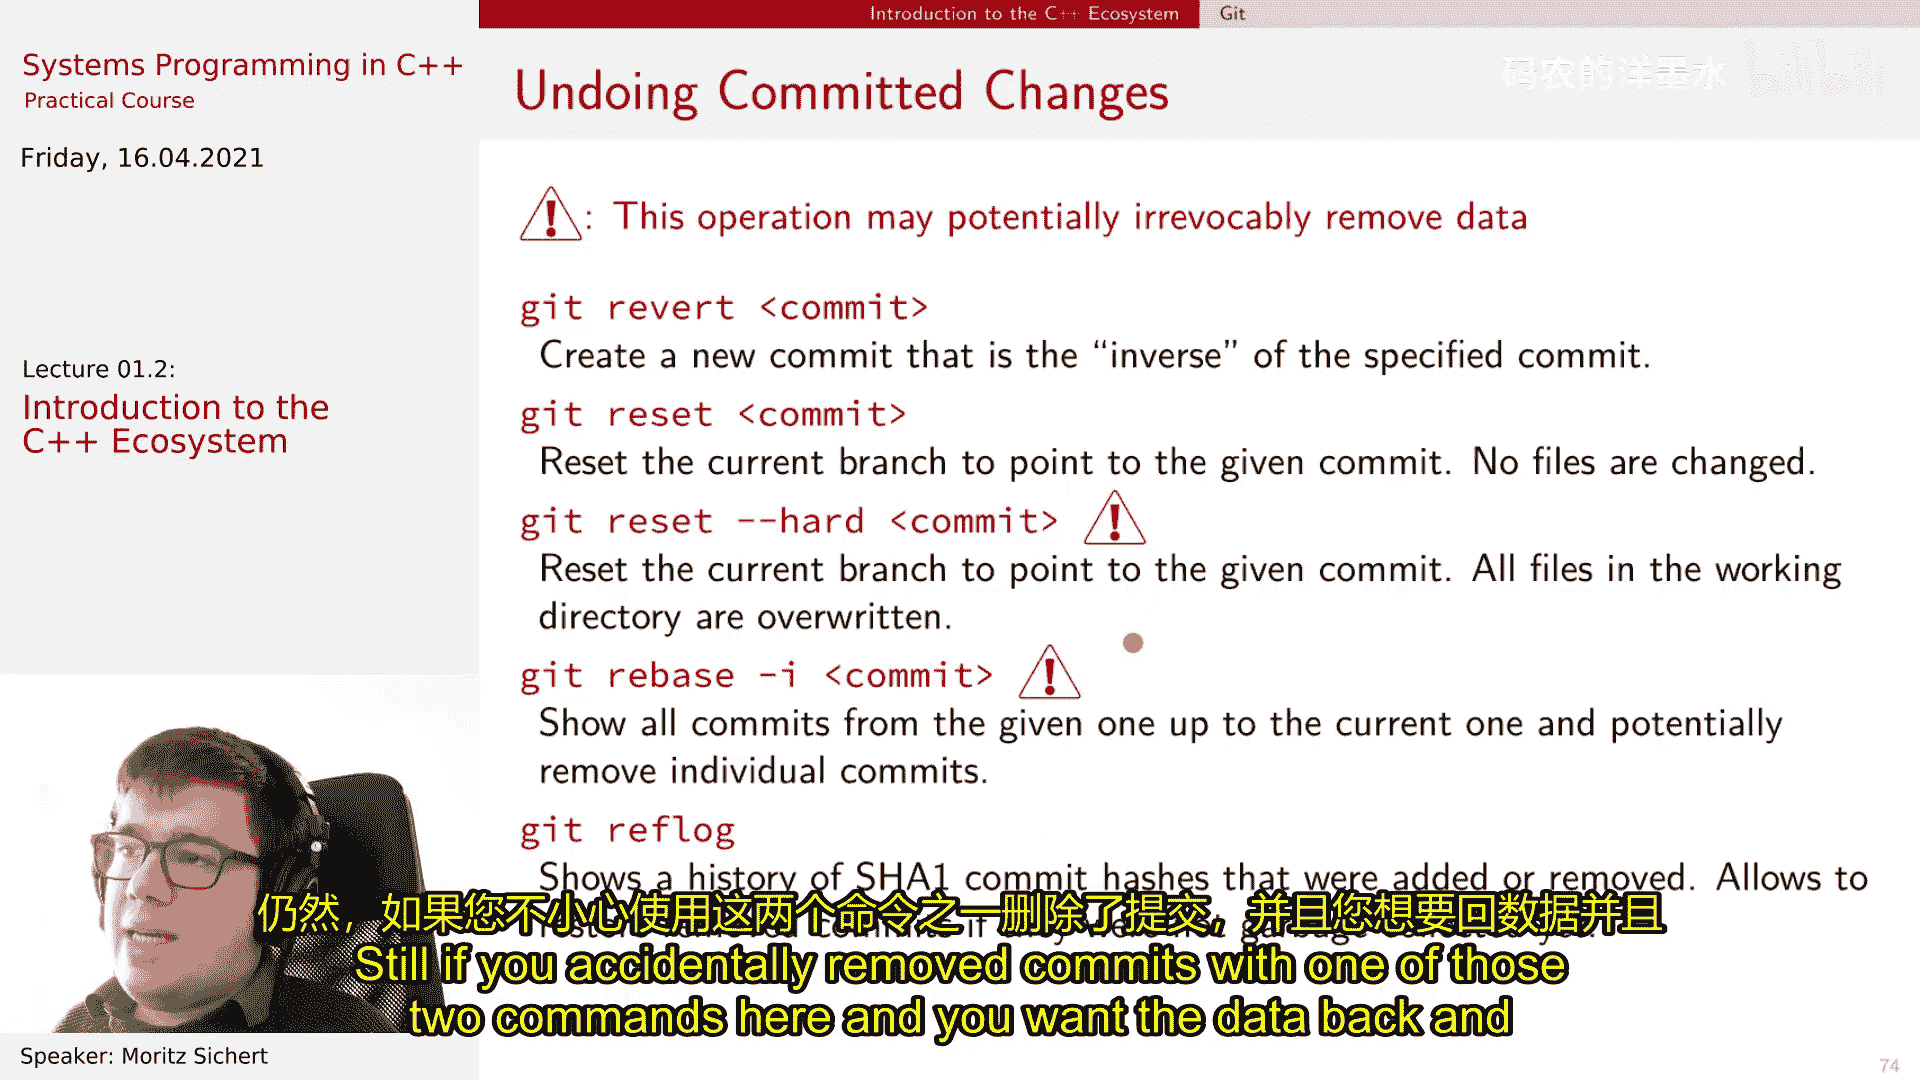 Introduction to the C++ Ecosystem Git
Systems Programming in C++
Practical Course
Friday, 16.04.2021
Lecture 01.2:
Introduction to the
C++ Ecosystem
码农的洋墨水
Undoing Committed Changes
: This operation may potentially irrevocably remove data
git revert <commit>
Create a new commit that is the “inverse” of the specified commit.
git reset <commit>
Reset the current branch to point to the given commit. No files are changed.
git reset --hard <commit>
Reset the current branch to point to the given commit. All files in the working
directory are overwritten.
git rebase -i <commit>
Show all commits from the given one up to the current one and potentially
remove individual commits.
git reflog
Shows a history of SHA1 commit hashes that were added or removed. Allows to
仍然，如果您不小心使用这两个命令之一删除了提交，并且您想要回数据并且
Still if you accidentally removed commits with one of those
two commands here and you want the data back and
Speaker: Moritz Sichert
74